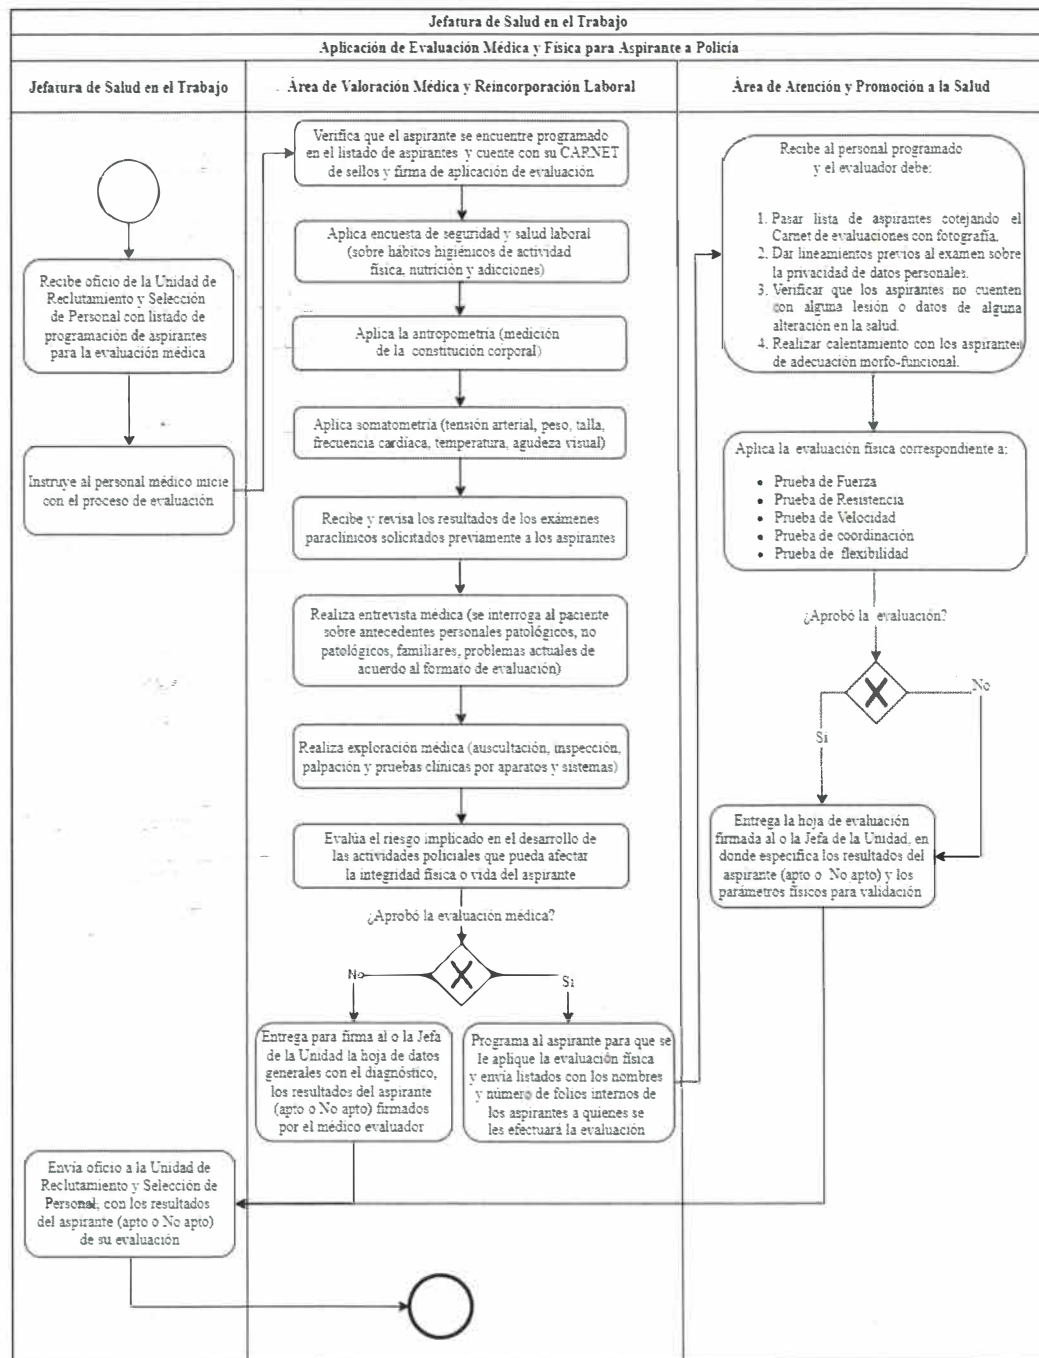 Jefatura de Salud en el Trabajo
Aplicación de Evaluación Médica y Física para Aspirante a Policía
Jefatura de Salud en el Trabajo
Área de Valoración Médica y Reincorporación Laboral
Área de Atención y Promoción a la Salud
Recibe oficio de la Unidad de
Reclutamiento y Selección
de Personal con listado de
programación de aspirantes
para la evaluación médica
Instruye al personal médico inicie
con el proceso de evaluación
Verifica que el aspirante se encuentre programado
en el listado de aspirantes y cuente con su CARNET
de sellos y firma de aplicación de evaluación
Aplica encuesta de seguridad y salud laboral
(sobre hábitos higiénicos de actividad
física, nutrición y adicciones)
Aplica la antropometría (medición
de la constitución corporal)
Aplica somatometría (tensión arterial, peso, talla,
frecuencia cardíaca, temperatura, agudeza visual)
Recibe y revisa los resultados de los exámenes
paraclínicos solicitados previamente a los aspirantes
Realiza entrevista médica (se interroga al paciente
sobre antecedentes personales patológicos, no
patológicos, familiares, problemas actuales de
acuerdo al formato de evaluación)
Realiza exploración médica (auscultación, inspección,
palpación y pruebas clínicas por aparatos y sistemas)
Evalúa el riesgo implicado en el desarrollo de
las actividades policiales que pueda afectar
la integridad física o vida del aspirante
¿Aprobó la evaluación médica?
No
Si
Entrega para firma al o la Jefa
de la Unidad la hoja de datos
generales con el diagnóstico,
los resultados del aspirante
(apto o No apto) firmados
por el médico evaluador
Programa al aspirante para que se
le aplique la evaluación física
y envía listados con los nombres
y número de folios internos de
los aspirantes a quienes se
les efectuará la evaluación
Recibe al personal programado
y el evaluador debe:
1. Pasar lista de aspirantes cotejando el
Carnet de evaluaciones con fotografía.
2. Dar lineamientos previos al examen sobre
la privacidad de datos personales.
3. Verificar que los aspirantes no cuenten
con alguna lesión o datos de alguna
alteración en la salud.
4. Realizar calentamiento con los aspirantes
de adecuación morfo-funcional.
Aplica la evaluación física correspondiente a:
• Prueba de Fuerza
• Prueba de Resistencia
• Prueba de Velocidad
• Prueba de coordinación
• Prueba de flexibilidad
¿Aprobó la evaluación?
No
Si
Entrega la hoja de evaluación
firmada al o la Jefa de la Unidad, en
donde especifica los resultados del
aspirante (apto o No apto) y los
parámetros físicos para validación
Envía oficio a la Unidad de
Reclutamiento y Selección de
Personal, con los resultados
del aspirante (apto o No apto)
de su evaluación